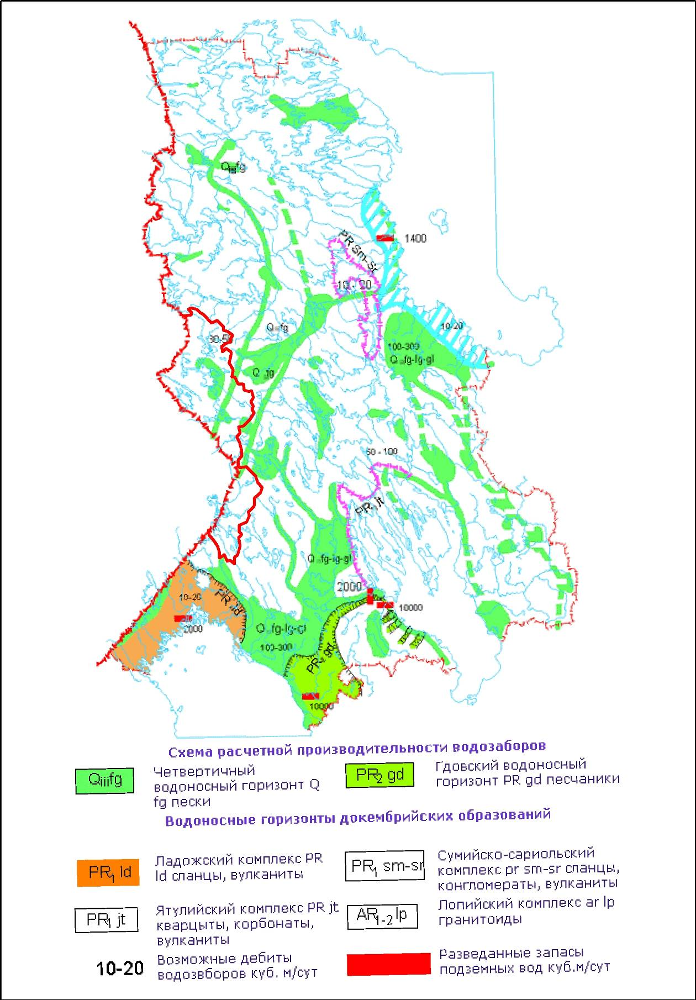 Q iii fg
1400
PR Sm-Sr
10 - 20
10-20
Q fg
30-50
100-300
Q fg-lg-gl
Q fg
50 - 100
PR 1 jt
Q fg-ig-gl
2000
10-20
PR ld
10000
2000
Q fg-lg-gl
100-300
PR 2 gd
10000
Схема расчетной производительности водозаборов
Qiiifg
Четвертичный
водоносный горизонт Q
fg пески
PR2 gd
Гдовский водоносный
горизонт PR gd песчаники
Водоносные горизонты докембрийских образований
PR1 ld
Ладожский комплекс PR
ld сланцы, вулканиты
PR1 sm-sr
Сумийско-сариольский
комплекс pr sm-sr сланцы,
конгломераты, вулканиты
PR1 jt
Ятулийский комплекс PR jt
кварцыты, корбонаты,
вулканиты
AR1-2 lp
Лопийский комплекс ar lp
гранитоиды
10-20
Возможные дебиты
водозвборов куб. м/сут
Разведанные запасы
подземных вод куб.м/сут